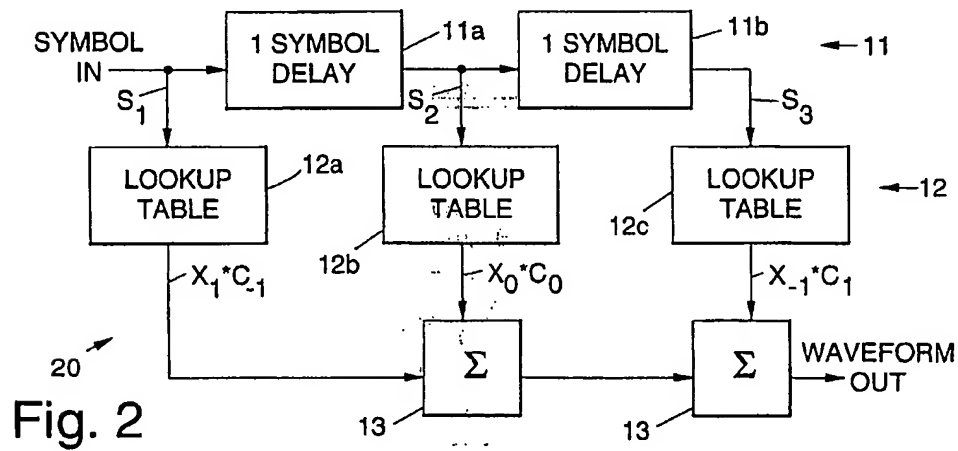 SYMBOL
IN
1 SYMBOL
DELAY
11a
1 SYMBOL
DELAY
11b
11
S1
S2
S3
LOOKUP
TABLE
12a
LOOKUP
TABLE
12b
LOOKUP
TABLE
12c
12
X1*C-1
X0*C0
X-1*C1
20
Σ
13
Σ
13
WAVEFORM
OUT
Fig. 2